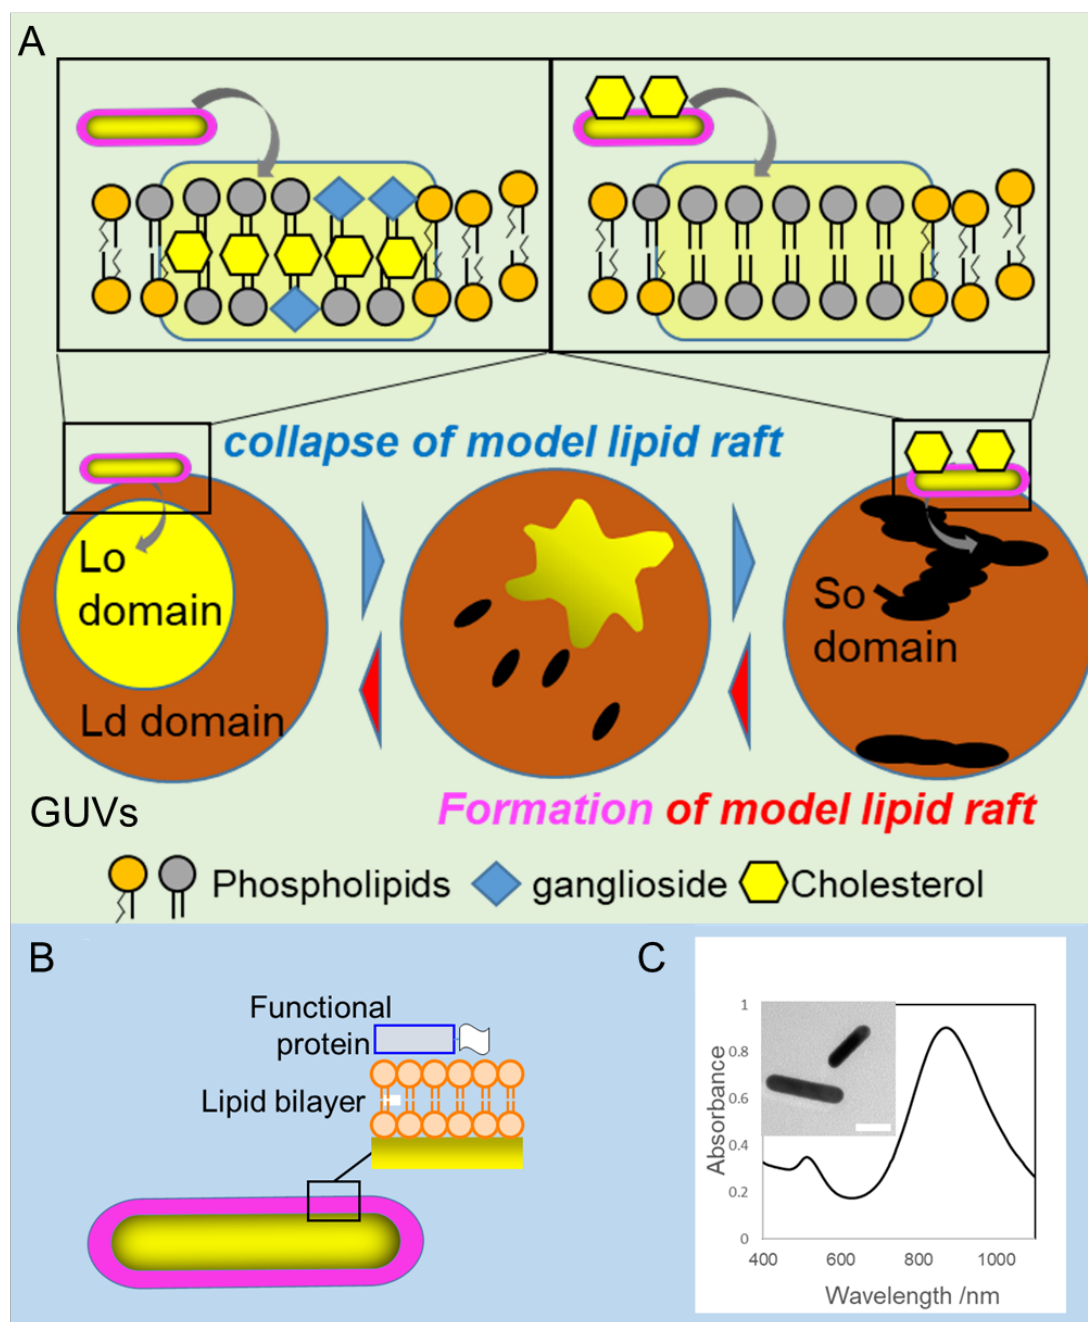 A
collapse of model lipid raft
Lo
domain
Ld domain
So
domain
GUVs
Formation of model lipid raft
Phospholipids
ganglioside
Cholesterol
B
Functional
protein
Lipid bilayer
C
Absorbance
1
0.8
0.6
0.4
0.2
0
400
600
800
1000
Wavelength /nm